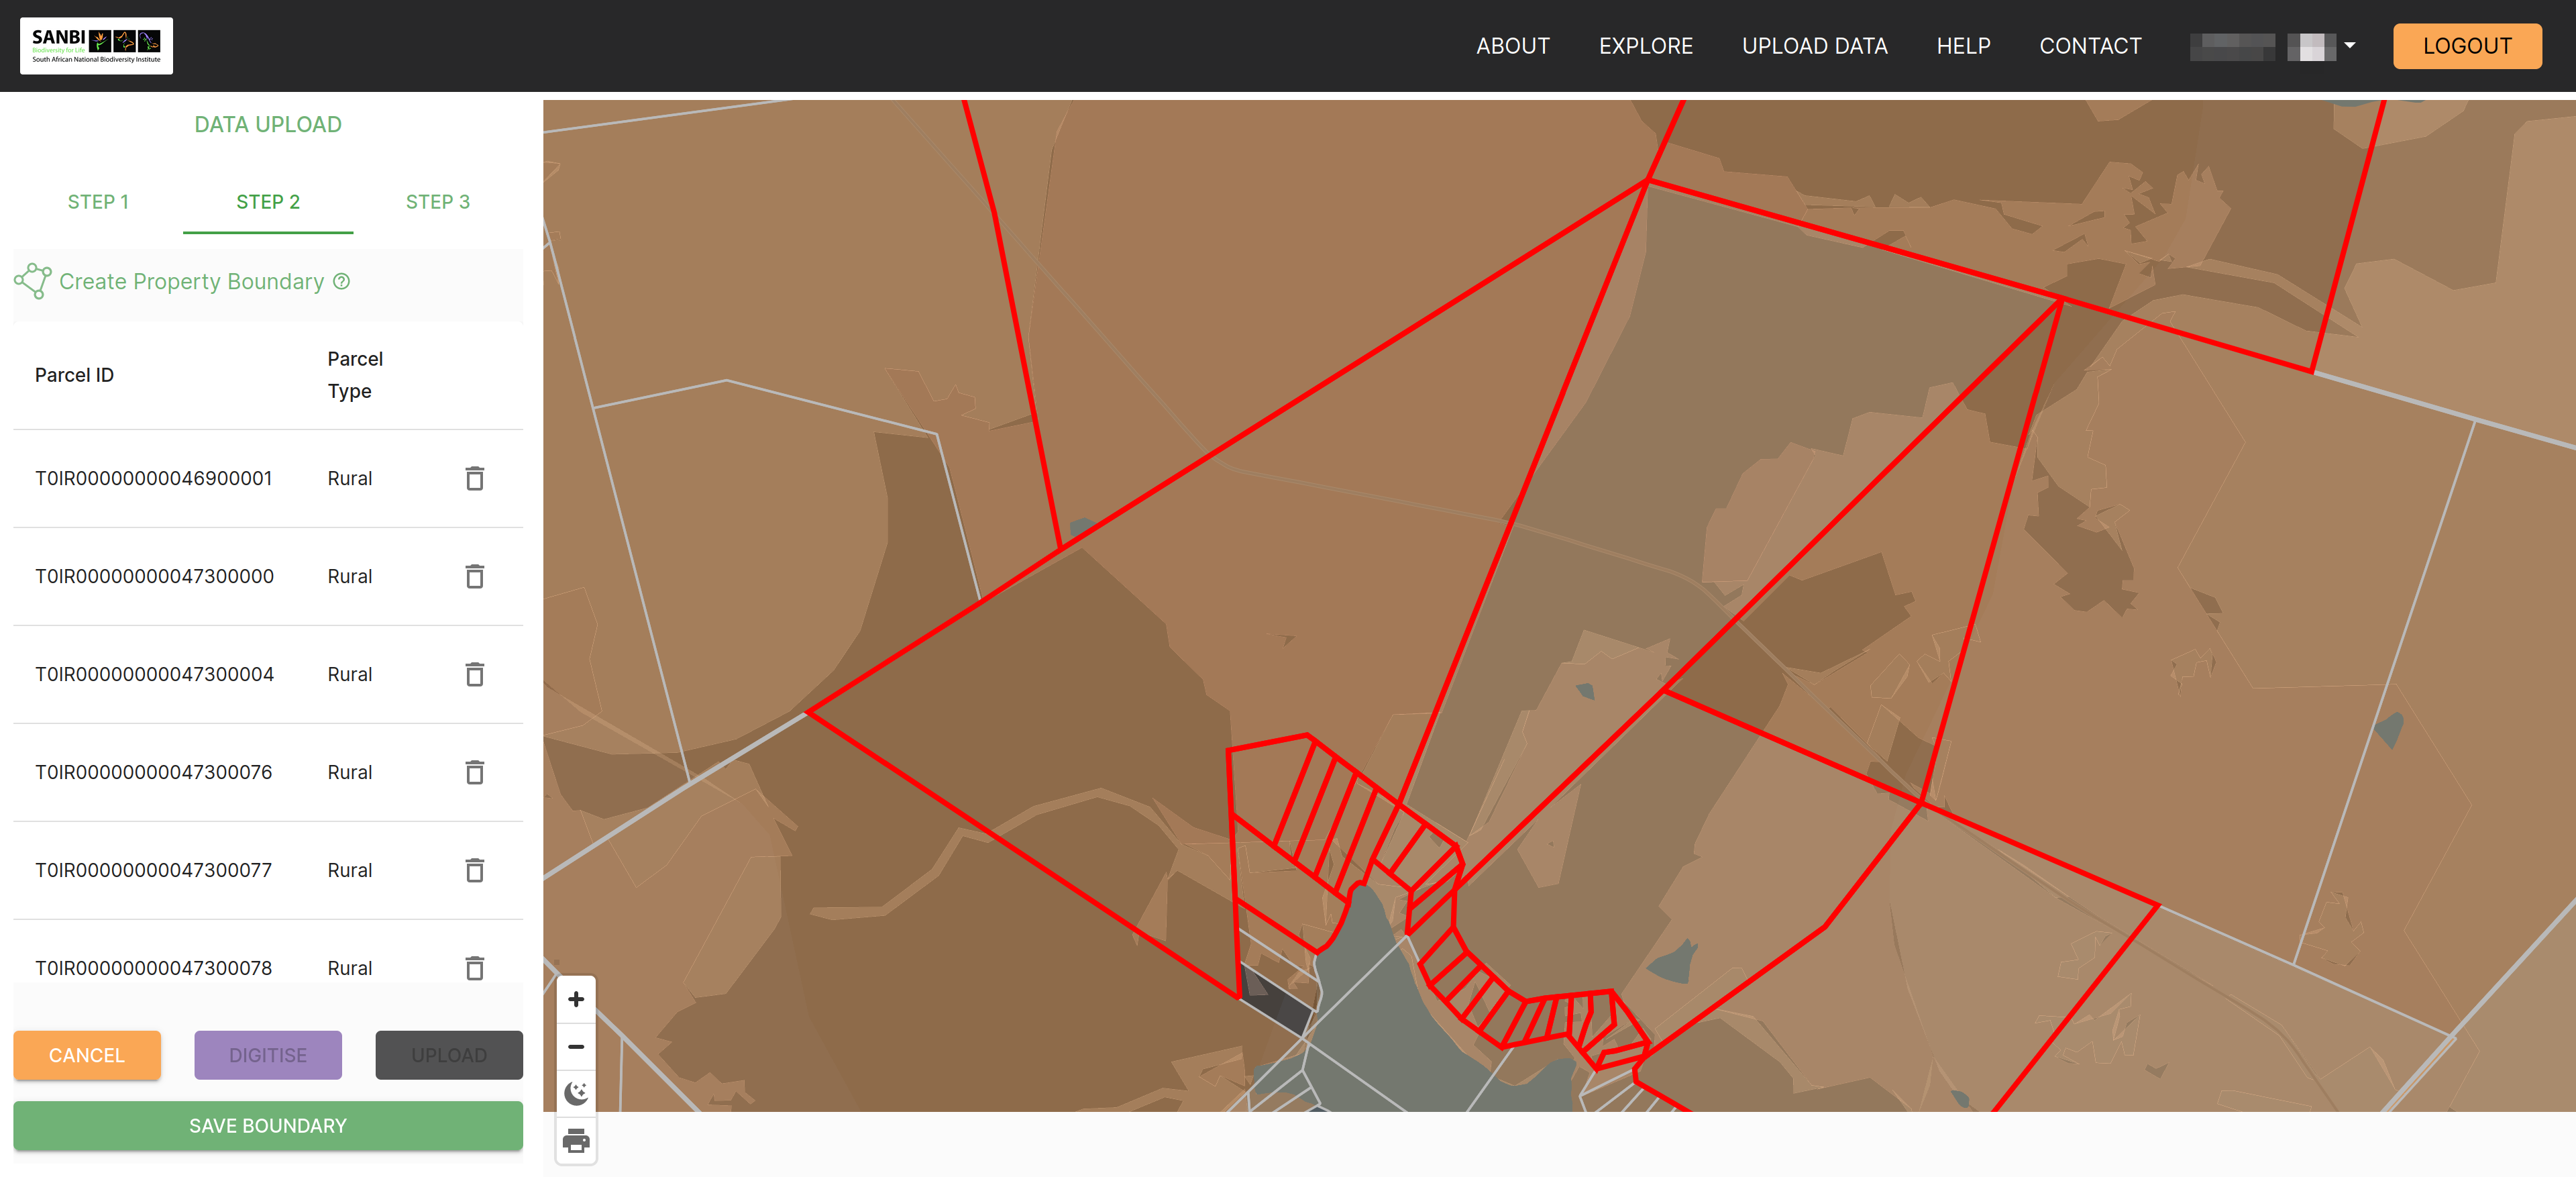 SANBI
Biodiversity for Life
South African National Biodiversity Institute
ABOUT
EXPLORE
UPLOAD DATA
HELP
CONTACT
LOGOUT
DATA UPLOAD
STEP 1
STEP 2
STEP 3
Create Property Boundary
Parcel ID
Parcel
Type
T0IR00000000046900001 Rural
T0IR00000000047300000 Rural
T0IR00000000047300004 Rural
T0IR00000000047300076 Rural
T0IR00000000047300077 Rural
T0IR00000000047300078 Rural
CANCEL
DIGITISE
UPLOAD
SAVE BOUNDARY